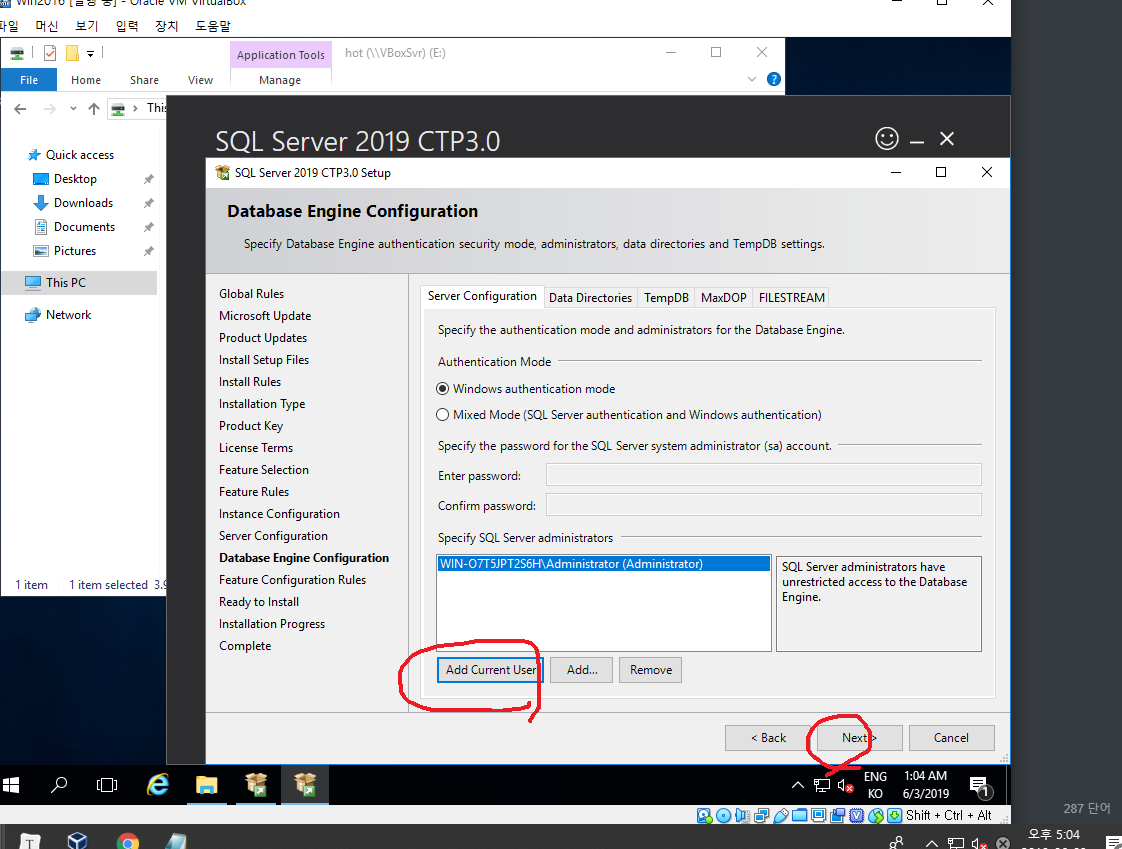 Win2016 [실행 중] - Oracle VM VirtualBox
파일 머신 보기 입력 장치 도움말
Application Tools hot (\\VBoxSvr) (E:)
File Home Share View Manage
This
Quick access
Desktop
Downloads
Documents
Pictures
This PC
Network
1 item 1 item selected 3.9
SQL Server 2019 CTP3.0
SQL Server 2019 CTP3.0 Setup
Database Engine Configuration
Specify Database Engine authentication security mode, administrators, data directories and TempDB settings.
Global Rules
Microsoft Update
Product Updates
Install Setup Files
Install Rules
Installation Type
Product Key
License Terms
Feature Selection
Feature Rules
Instance Configuration
Server Configuration
Database Engine Configuration
Feature Configuration Rules
Ready to Install
Installation Progress
Complete
Server Configuration Data Directories TempDB MaxDOP FILESTREAM
Specify the authentication mode and administrators for the Database Engine.
Authentication Mode
Windows authentication mode
Mixed Mode (SQL Server authentication and Windows authentication)
Specify the password for the SQL Server system administrator (sa) account.
Enter password:
Confirm password:
Specify SQL Server administrators
WIN-O7T5JPT2S6H\Administrator (Administrator)
SQL Server administrators have
unrestricted access to the Database
Engine.
Add Current User Add... Remove
< Back Next > Cancel
ENG 1:04 AM
KO 6/3/2019 1
Shift + Ctrl + Alt
287 단어
오후 5:04